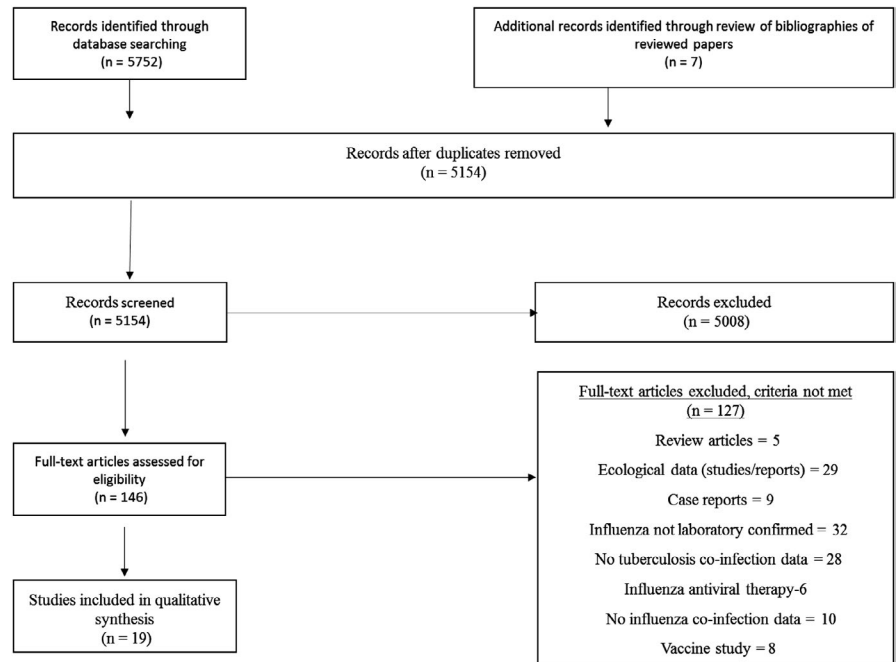 Records identified through
database searching
(n = 5752)
Additional records identified through review of bibliographies of
reviewed papers
(n = 7)
Records after duplicates removed
(n = 5154)
Records screened
(n = 5154)
Records excluded
(n = 5008)
Full-text articles assessed for
eligibility
(n = 146)
Full-text articles excluded, criteria not met
(n = 127)
Review articles = 5
Ecological data (studies/reports) = 29
Case reports = 9
Influenza not laboratory confirmed = 32
No tuberculosis co-infection data = 28
Influenza antiviral therapy-6
No influenza co-infection data = 10
Vaccine study = 8
Studies included in qualitative
synthesis
(n = 19)